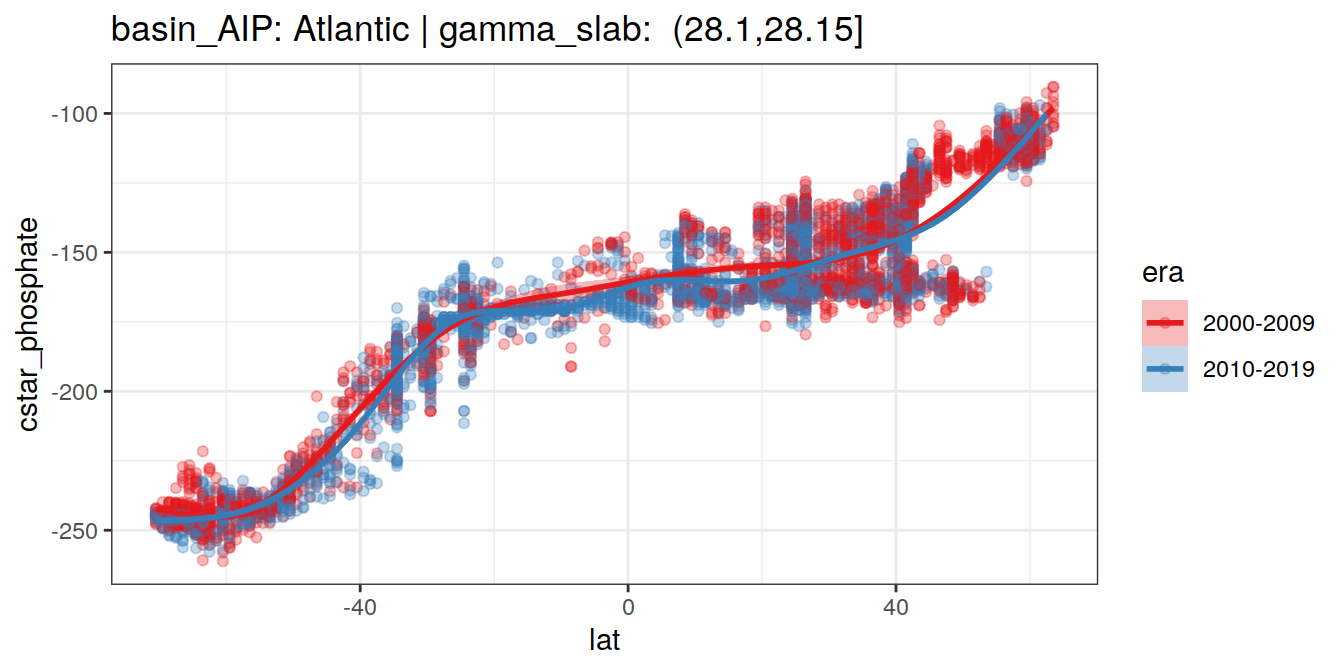 basin_AIP: Atlantic | gamma_slab:  (28.1,28.15]
cstar_phosphate
-100
-150
-200
-250
-40
0
40
lat
era
2000-2009
2010-2019